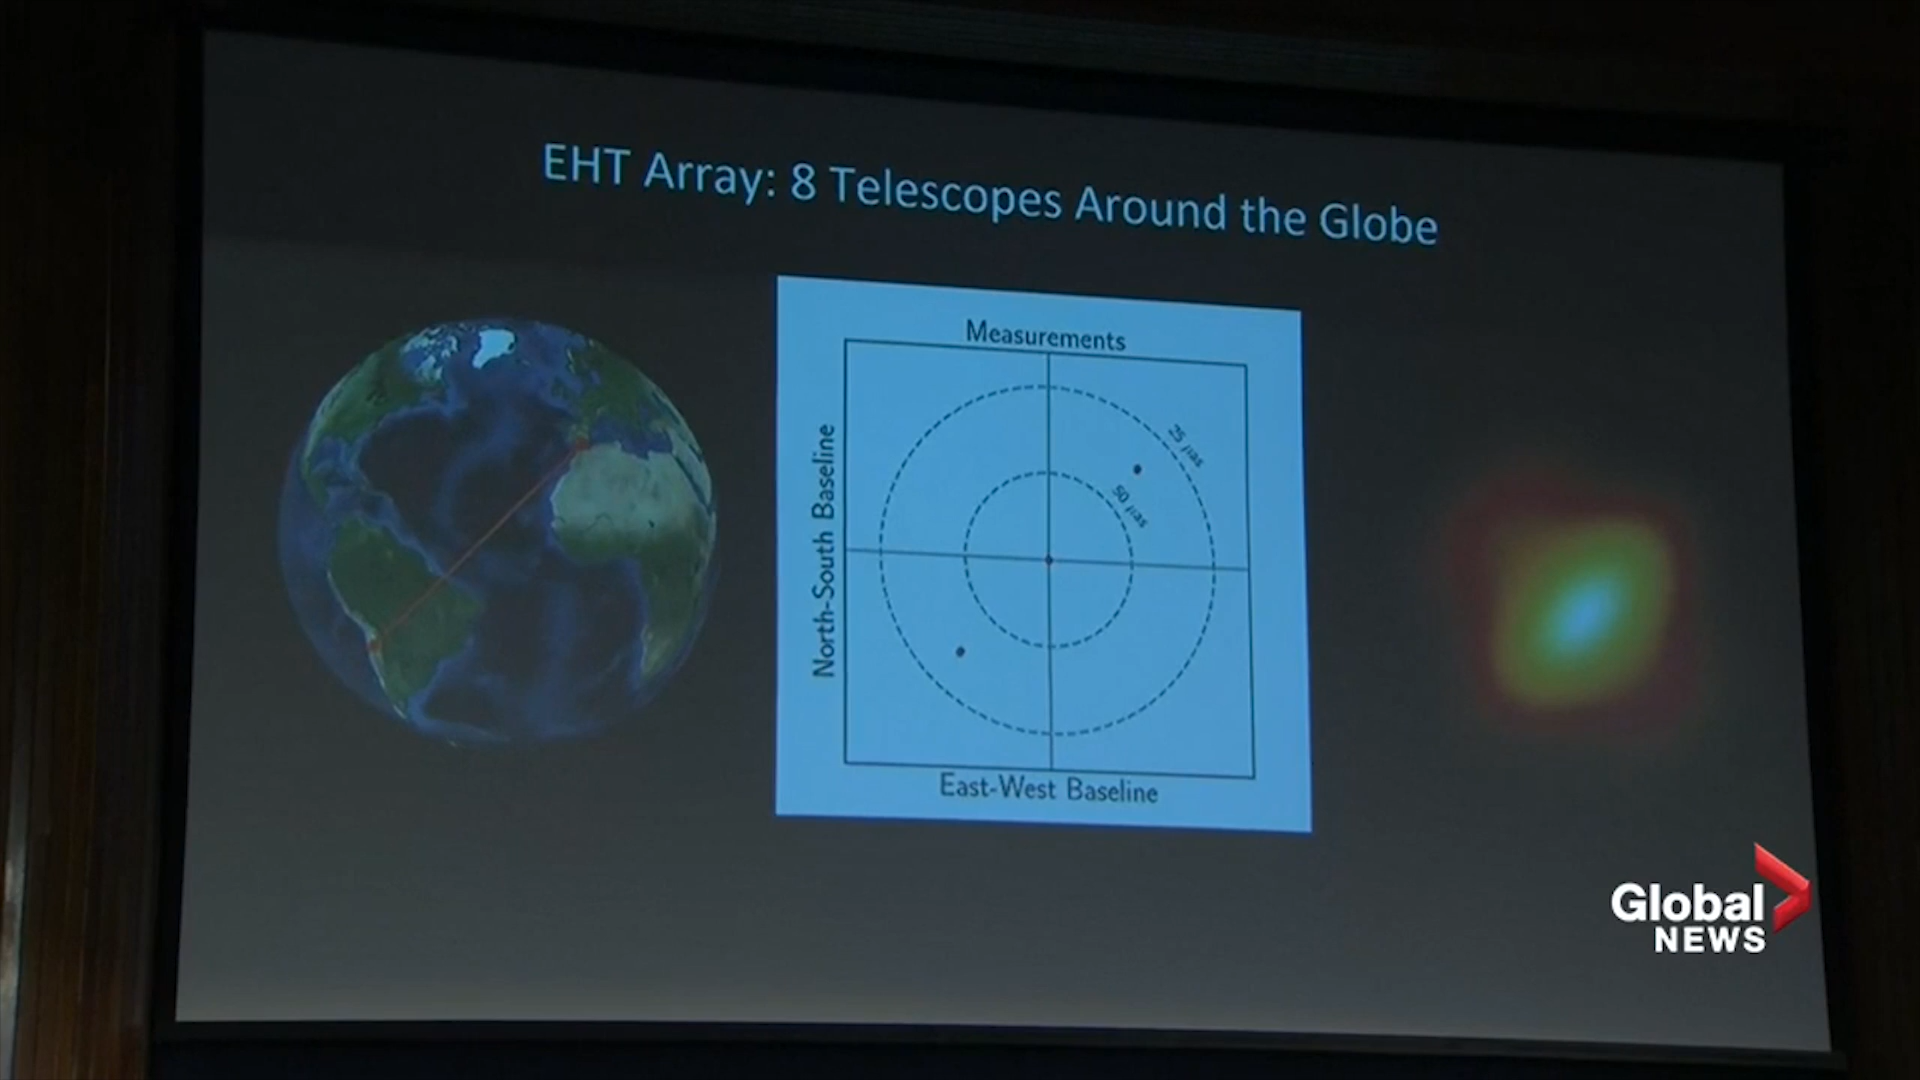 EHT Array: 8 Telescopes Around the Globe
Measurements
25 μas
50 μas
North-South Baseline
East-West Baseline
Global
NEWS